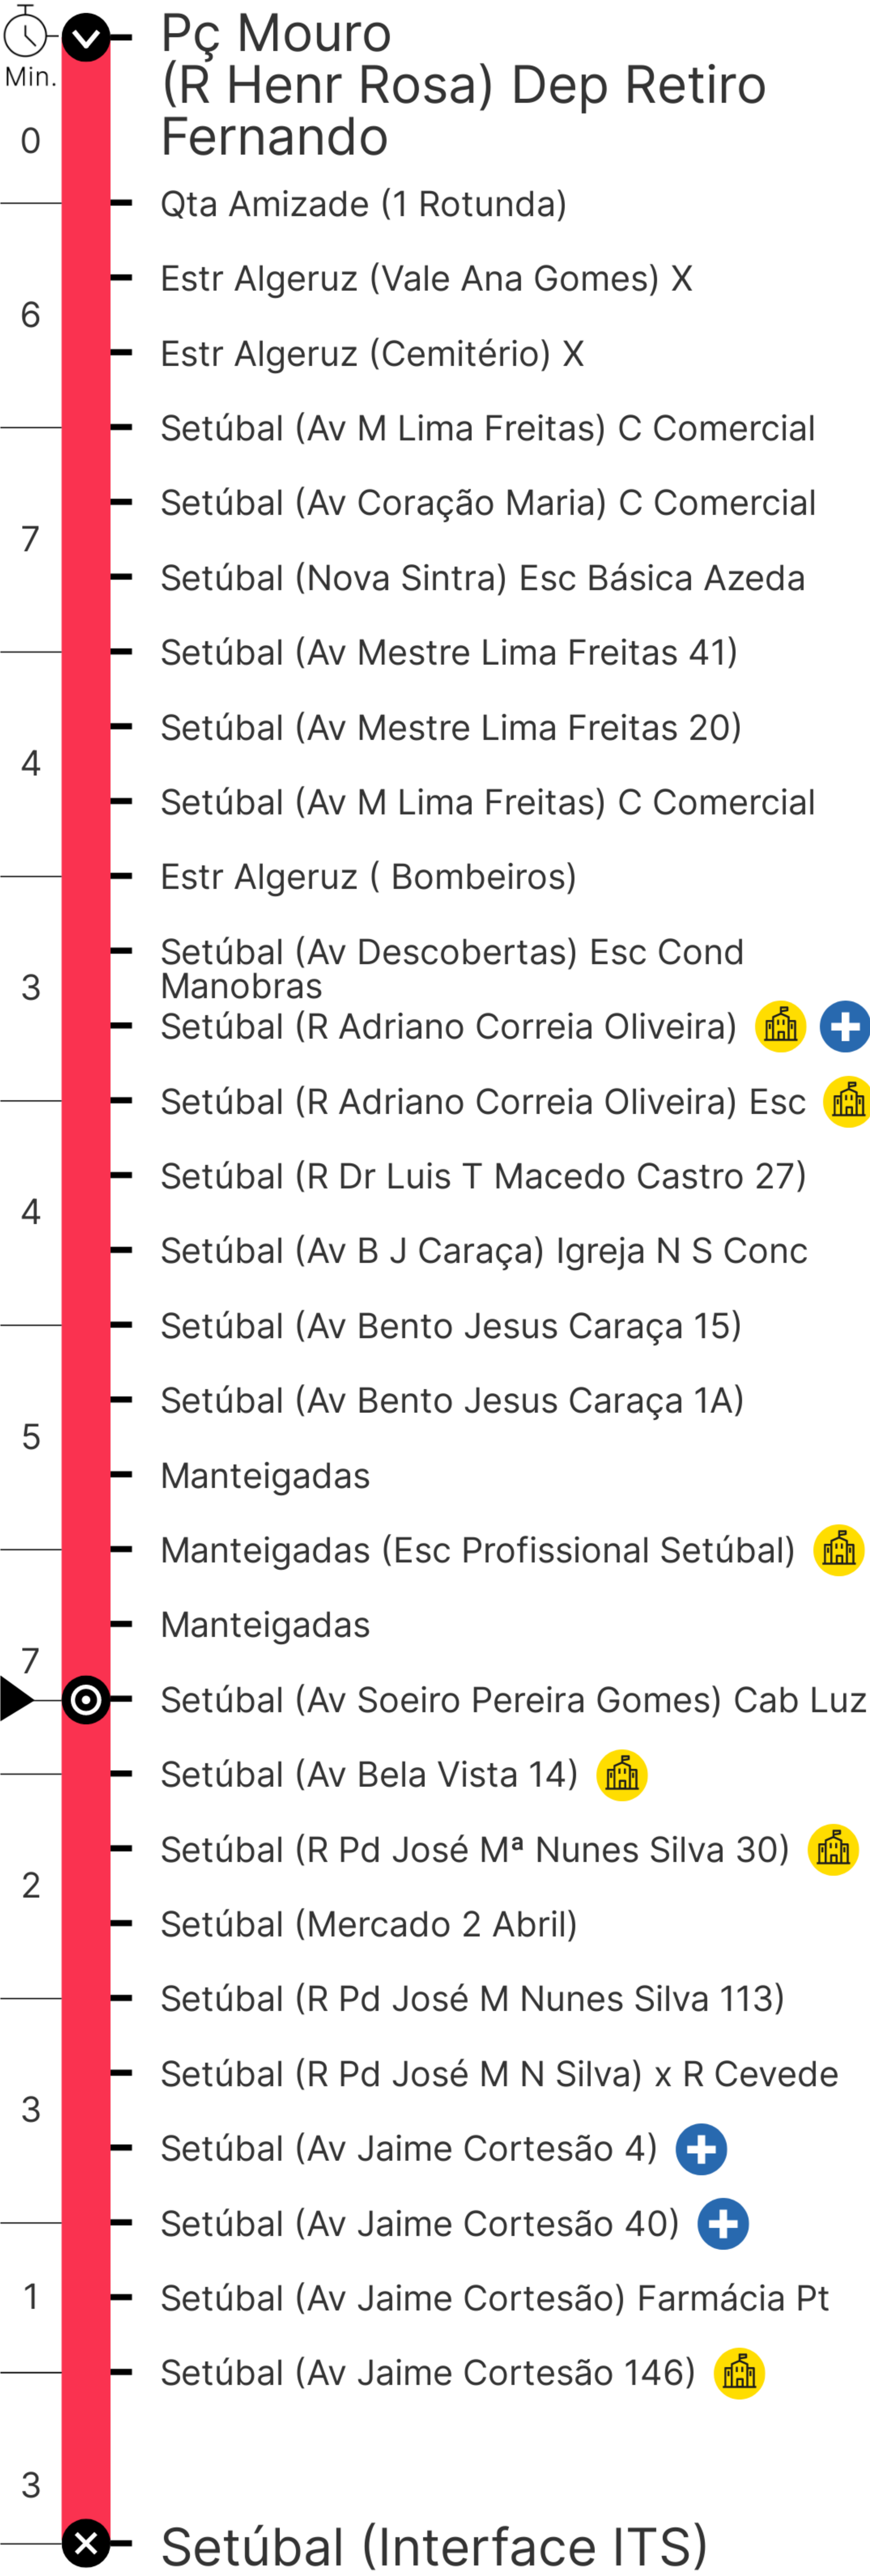 Pç Mouro
Min.
(R Henr Rosa) Dep Retiro
0
Fernando
Qta Amizade (1 Rotunda)
Estr Algeruz (Vale Ana Gomes) X
6
Estr Algeruz (Cemitério) X
Setúbal (Av M Lima Freitas) C Comercial
Setúbal (Av Coração Maria) C Comercial
7
Setúbal (Nova Sintra) Esc Básica Azeda
Setúbal (Av Mestre Lima Freitas 41)
Setúbal (Av Mestre Lima Freitas 20)
4
Setúbal (Av M Lima Freitas) C Comercial
Estr Algeruz ( Bombeiros)
Setúbal (Av Descobertas) Esc Cond
Manobras
3
Setúbal (R Adriano Correia Oliveira)
Setúbal (R Adriano Correia Oliveira) Esc
Setúbal (R Dr Luis T Macedo Castro 27)
4
Setúbal (Av B J Caraça) Igreja N S Conc
Setúbal (Av Bento Jesus Caraça 15)
Setúbal (Av Bento Jesus Caraça 1A)
5
Manteigadas
Manteigadas (Esc Profissional Setúbal)
Manteigadas
7
Setúbal (Av Soeiro Pereira Gomes) Cab Luz
Setúbal (Av Bela Vista 14)
Setúbal (R Pd José Mª Nunes Silva 30)
2
Setúbal (Mercado 2 Abril)
Setúbal (R Pd José M Nunes Silva 113)
Setúbal (R Pd José M N Silva) x R Cevede
3
Setúbal (Av Jaime Cortesão 4)
Setúbal (Av Jaime Cortesão 40)
1
Setúbal (Av Jaime Cortesão) Farmácia Pt
Setúbal (Av Jaime Cortesão 146)
3
Setúbal (Interface ITS)